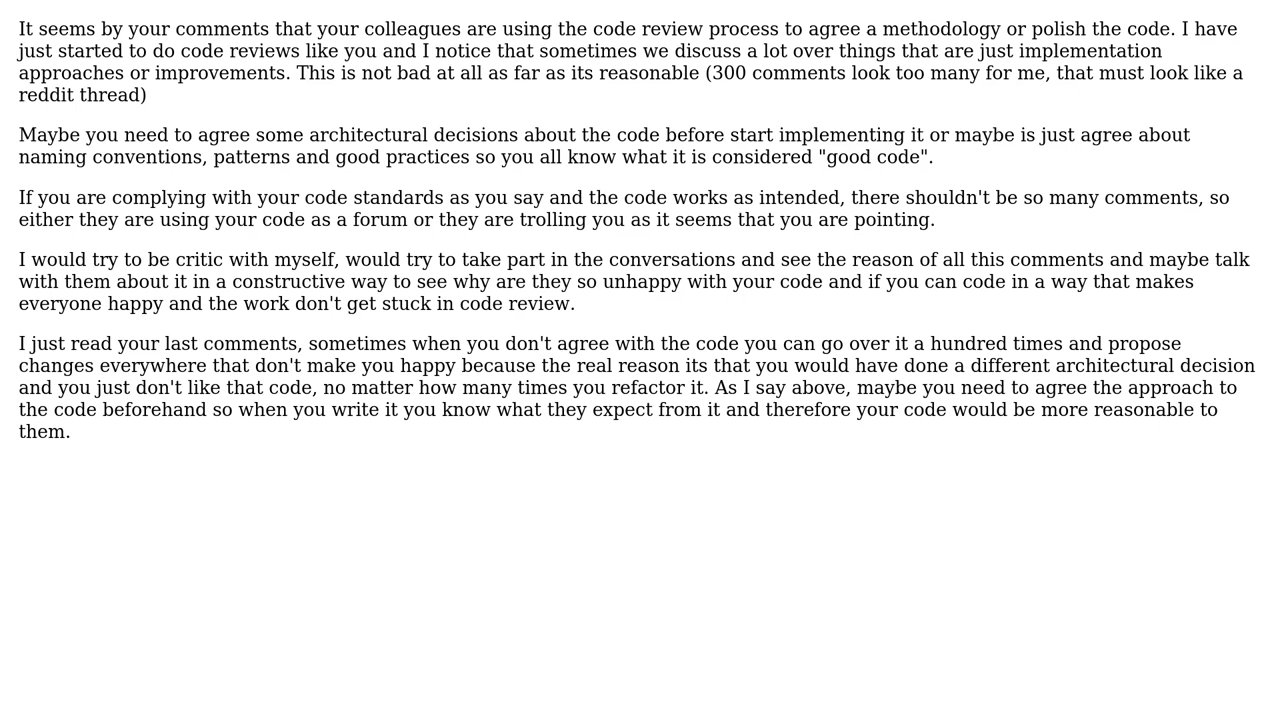 It seems by your comments that your colleagues are using the code review process to agree a methodology or polish the code. I have
just started to do code reviews like you and I notice that sometimes we discuss a lot over things that are just implementation
approaches or improvements. This is not bad at all as far as its reasonable (300 comments look too many for me, that must look like a
reddit thread)
Maybe you need to agree some architectural decisions about the code before start implementing it or maybe is just agree about
naming conventions, patterns and good practices so you all know what it is considered "good code".
If you are complying with your code standards as you say and the code works as intended, there shouldn't be so many comments, so
either they are using your code as a forum or they are trolling you as it seems that you are pointing.
I would try to be critic with myself, would try to take part in the conversations and see the reason of all this comments and maybe talk
with them about it in a constructive way to see why are they so unhappy with your code and if you can code in a way that makes
everyone happy and the work don't get stuck in code review.
I just read your last comments, sometimes when you don't agree with the code you can go over it a hundred times and propose
changes everywhere that don't make you happy because the real reason its that you would have done a different architectural decision
and you just don't like that code, no matter how many times you refactor it. As I say above, maybe you need to agree the approach to
the code beforehand so when you write it you know what they expect from it and therefore your code would be more reasonable to
them.